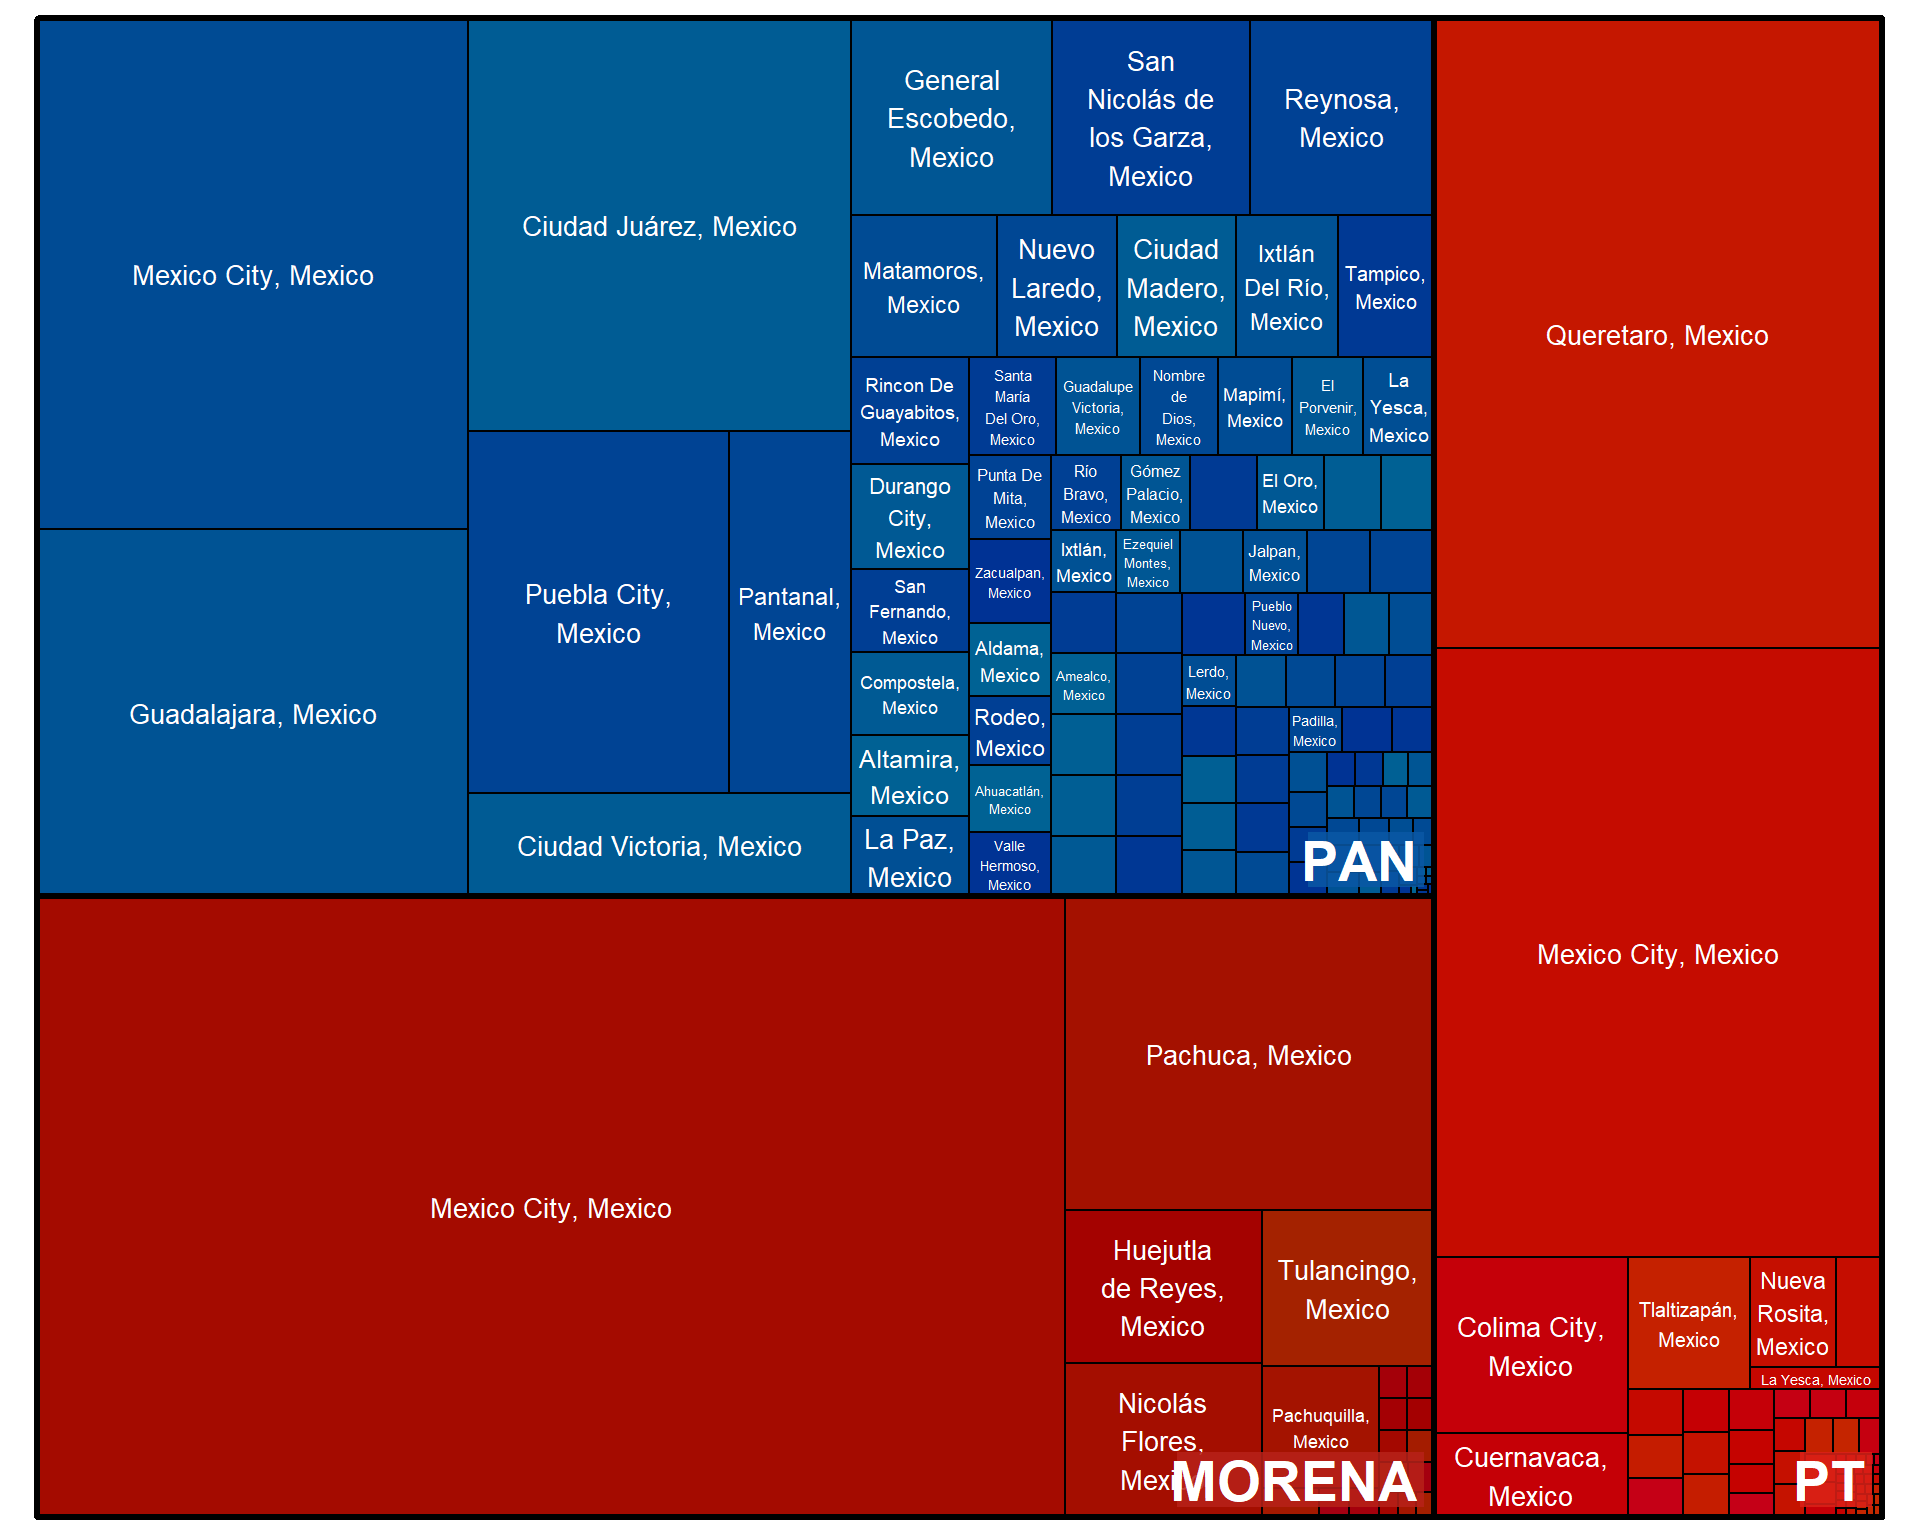 Mexico City, Mexico
Guadalajara, Mexico
Ciudad Juárez, Mexico
Puebla City,
Mexico
Pantanal,
Mexico
Ciudad Victoria, Mexico
General
Escobedo,
Mexico
San
Nicolás de
los Garza,
Mexico
Reynosa,
Mexico
Matamoros,
Mexico
Nuevo
Laredo,
Mexico
Ciudad
Madero,
Mexico
Ixtlán
Del Río,
Mexico
Tampico,
Mexico
Rincon De
Guayabitos,
Mexico
Durango
City,
Mexico
San
Fernando,
Mexico
Compostela,
Mexico
Altamira,
Mexico
La Paz,
Mexico
Santa
María
Del Oro,
Mexico
Guadalupe
Victoria,
Mexico
Nombre
de
Dios,
Mexico
Mapimí,
Mexico
El
Porvenir,
Mexico
La
Yesca,
Mexico
Punta De
Mita,
Mexico
Río
Bravo,
Mexico
Gómez
Palacio,
Mexico
El Oro,
Mexico
Zacualpan,
Mexico
Ixtlán,
Mexico
Ezequiel
Montes,
Mexico
Jalpan,
Mexico
Pueblo
Nuevo,
Mexico
Aldama,
Mexico
Amealco,
Mexico
Lerdo,
Mexico
Rodeo,
Mexico
Padilla,
Mexico
Ahuacatlán,
Mexico
Valle
Hermoso,
Mexico
PAN
Mexico City, Mexico
Pachuca, Mexico
Huejutla
de Reyes,
Mexico
Tulancingo,
Mexico
Nicolás
Flores,
Pachuquilla,
Mexico
MORENA
Queretaro, Mexico
Mexico City, Mexico
Colima City,
Mexico
Cuernavaca,
Mexico
Tlaltizapán,
Mexico
Nueva
Rosita,
Mexico
La Yesca, Mexico
PT